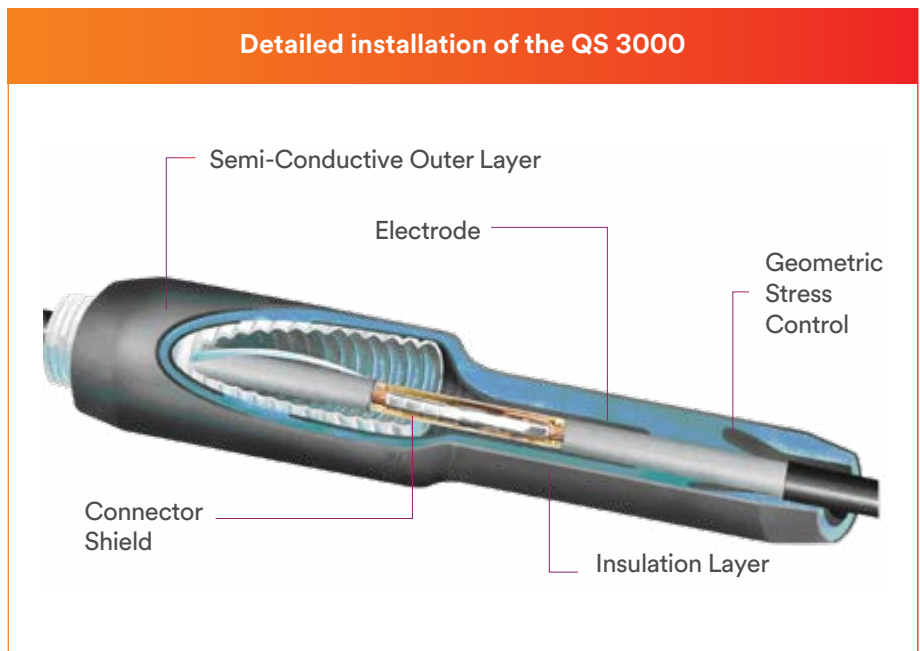 Detailed installation of the QS 3000
Semi-Conductive Outer Layer
Electrode
Geometric
Stress
Control
Connector
Shield
Insulation Layer